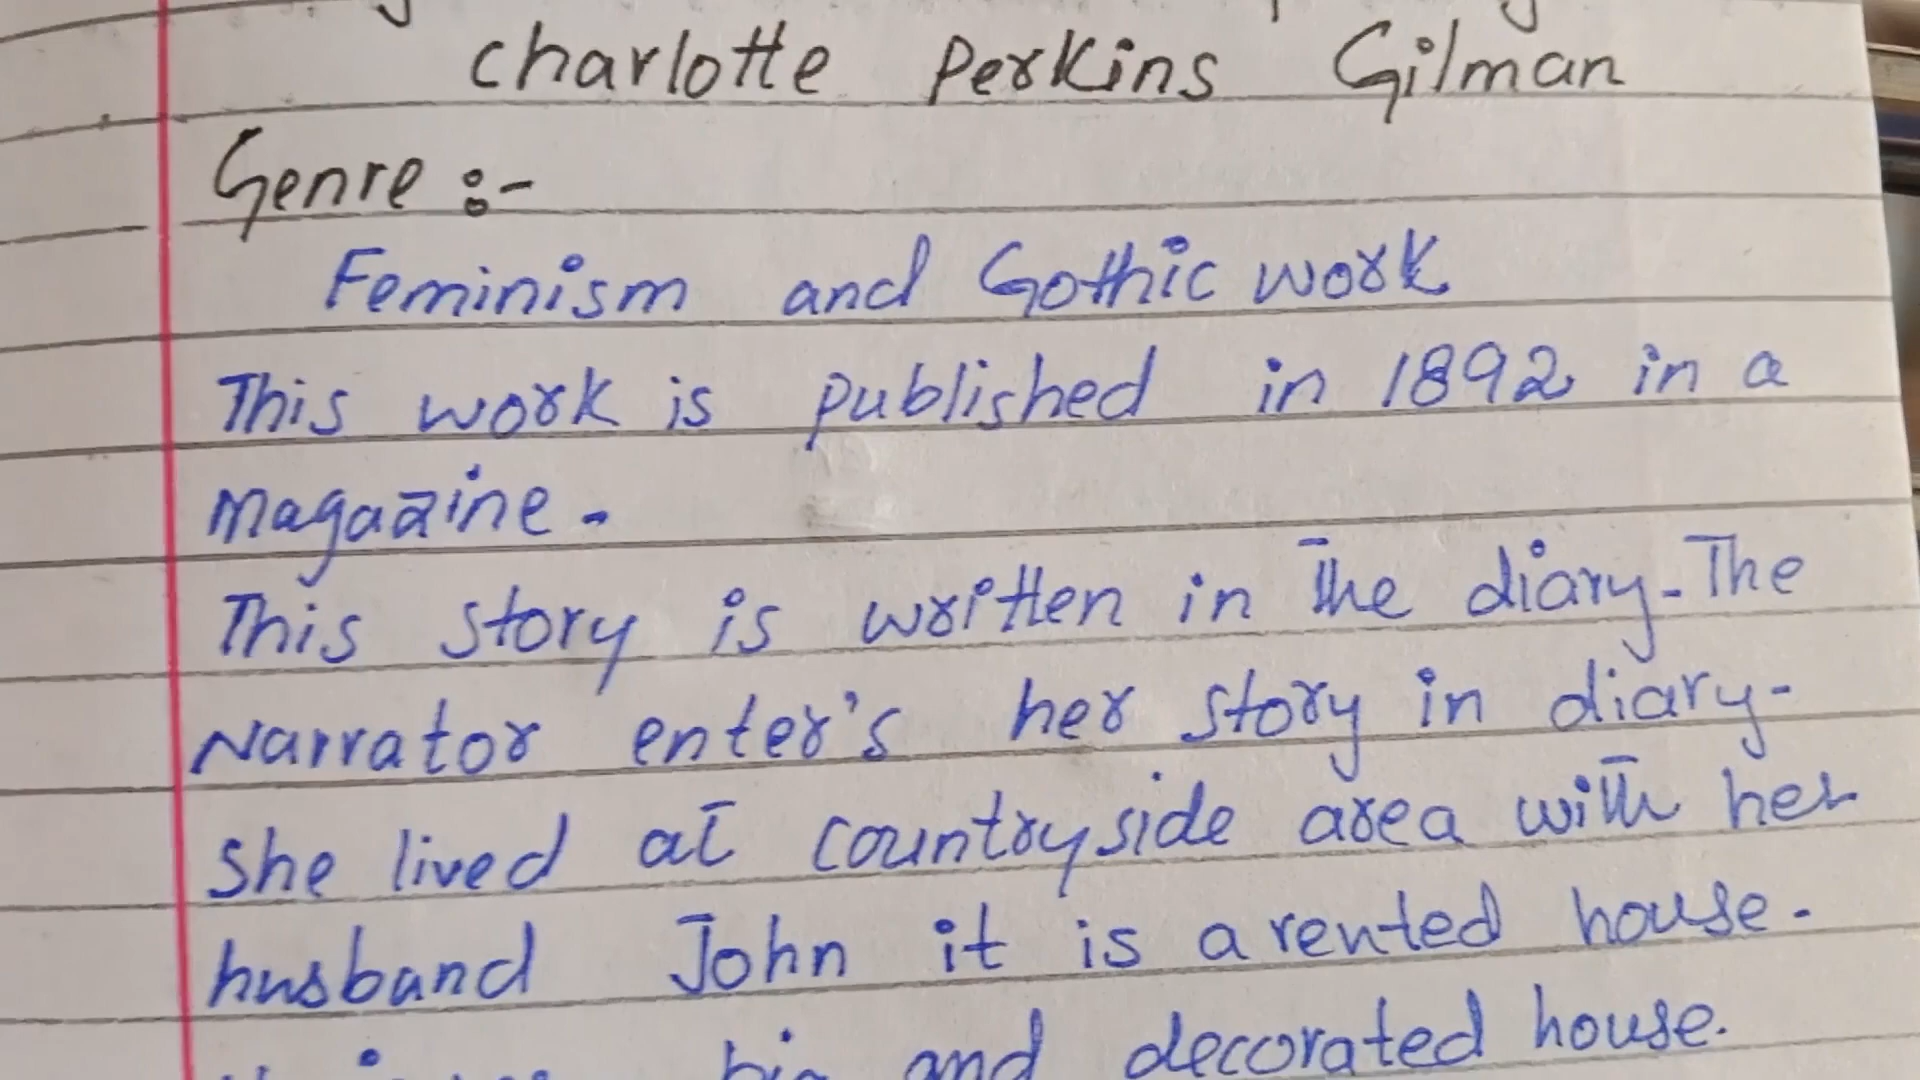 Charlotte Perkins Gilman
Genre :-
Feminism and Gothic work
This work is published in 1892 in a
Magazine.
This story is written in the diary. The
Narrator enter's her story in diary.
She lived at countryside area with her
husband John it is a rented house.
big and decorated house.